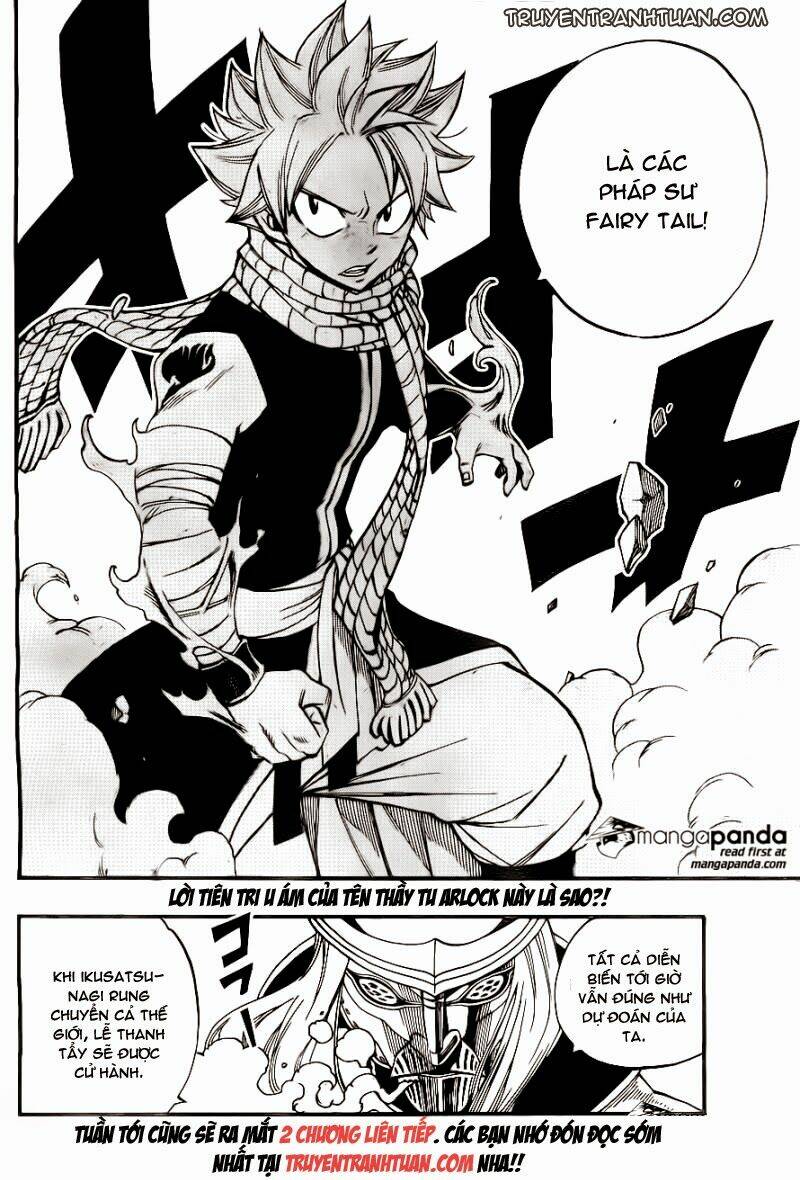 TRUYENTRANHTUAN.COM
LÀ CÁC
PHÁP SƯ
FAIRY TAIL!
mangapanda
read first at
mangapanda.com
LỜI TIÊN TRI U ÁM CỦA TÊN THẦY TU ARLOCK NÀY LÀ SAO?!
KHI IKUSATSU-
NAGI RUNG
CHUYỂN CẢ THẾ
GIỚI, LỄ THANH
TẨY SẼ ĐƯỢC
CỬ HÀNH.
ゴゴ
TẤT CẢ DIỄN
BIẾN TỚI GIỜ
VẪN ĐÚNG NHƯ
DỰ ĐOÁN CỦA
TA.
TUẦN TỚI CŨNG SẼ RA MẮT 2 CHƯƠNG LIÊN TIẾP. CÁC BẠN NHỚ ĐÓN ĐỌC SỚM
NHẤT TẠI TRUYENTRANHTUAN.COM NHA!!